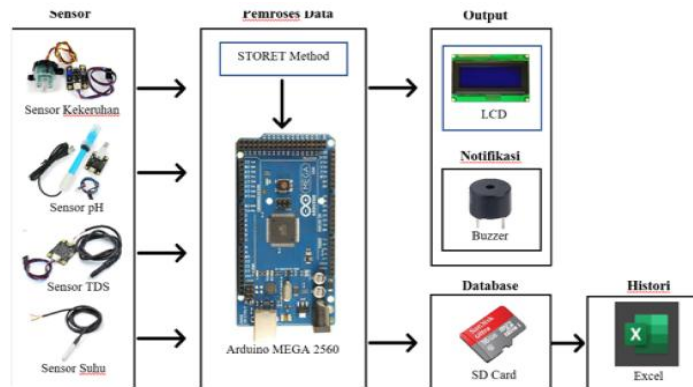 Sensor
Sensor Kekeruhan
Sensor pH
Sensor TDS
Sensor Suhu
Pemroses Data
STORET Method
Arduino MEGA 2560
Output
LCD
Notifikasi
Buzzer
Database
SD Card
Histori
Excel